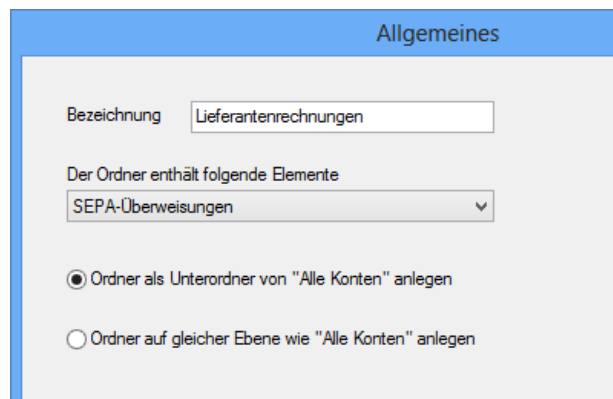 Allgemeines
Bezeichnung Lieferantenrechnungen
Der Ordner enthält folgende Elemente
SEPA-Überweisungen
Ordner als Unterordner von "Alle Konten" anlegen
Ordner auf gleicher Ebene wie "Alle Konten" anlegen